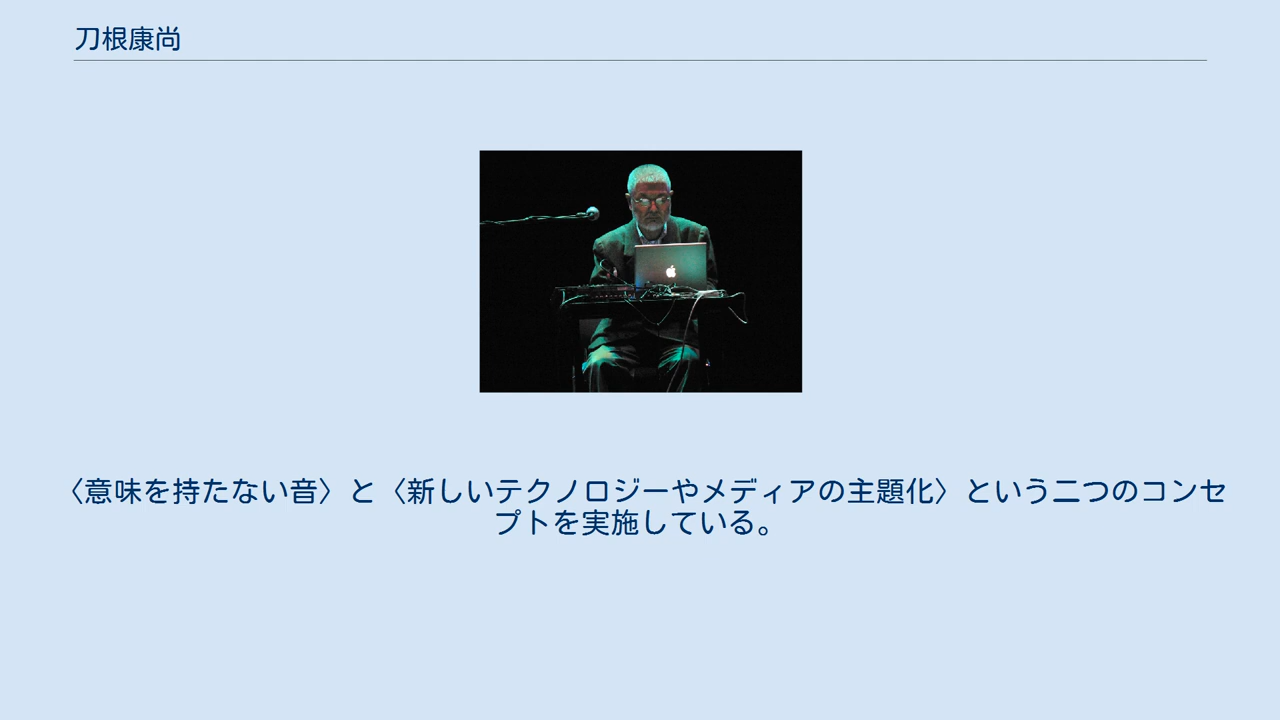 刀根康尚
〈意味を持たない音〉と〈新しいテクノロジーやメディアの主題化〉という二つのコンセ
プトを実施している。